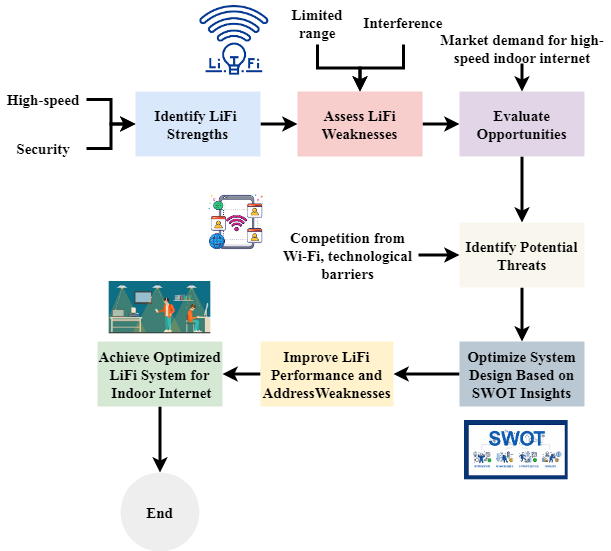 Limited
range
Interference
Market demand for high-
speed indoor internet
Li Fi
High-speed
Security
Identify LiFi
Strengths
Assess LiFi
Weaknesses
Evaluate
Opportunities
Competition from
Wi-Fi, technological
barriers
Identify Potential
Threats
Achieve Optimized
LiFi System for
Indoor Internet
Improve LiFi
Performance and
AddressWeaknesses
Optimize System
Design Based on
SWOT Insights
SWOT
End